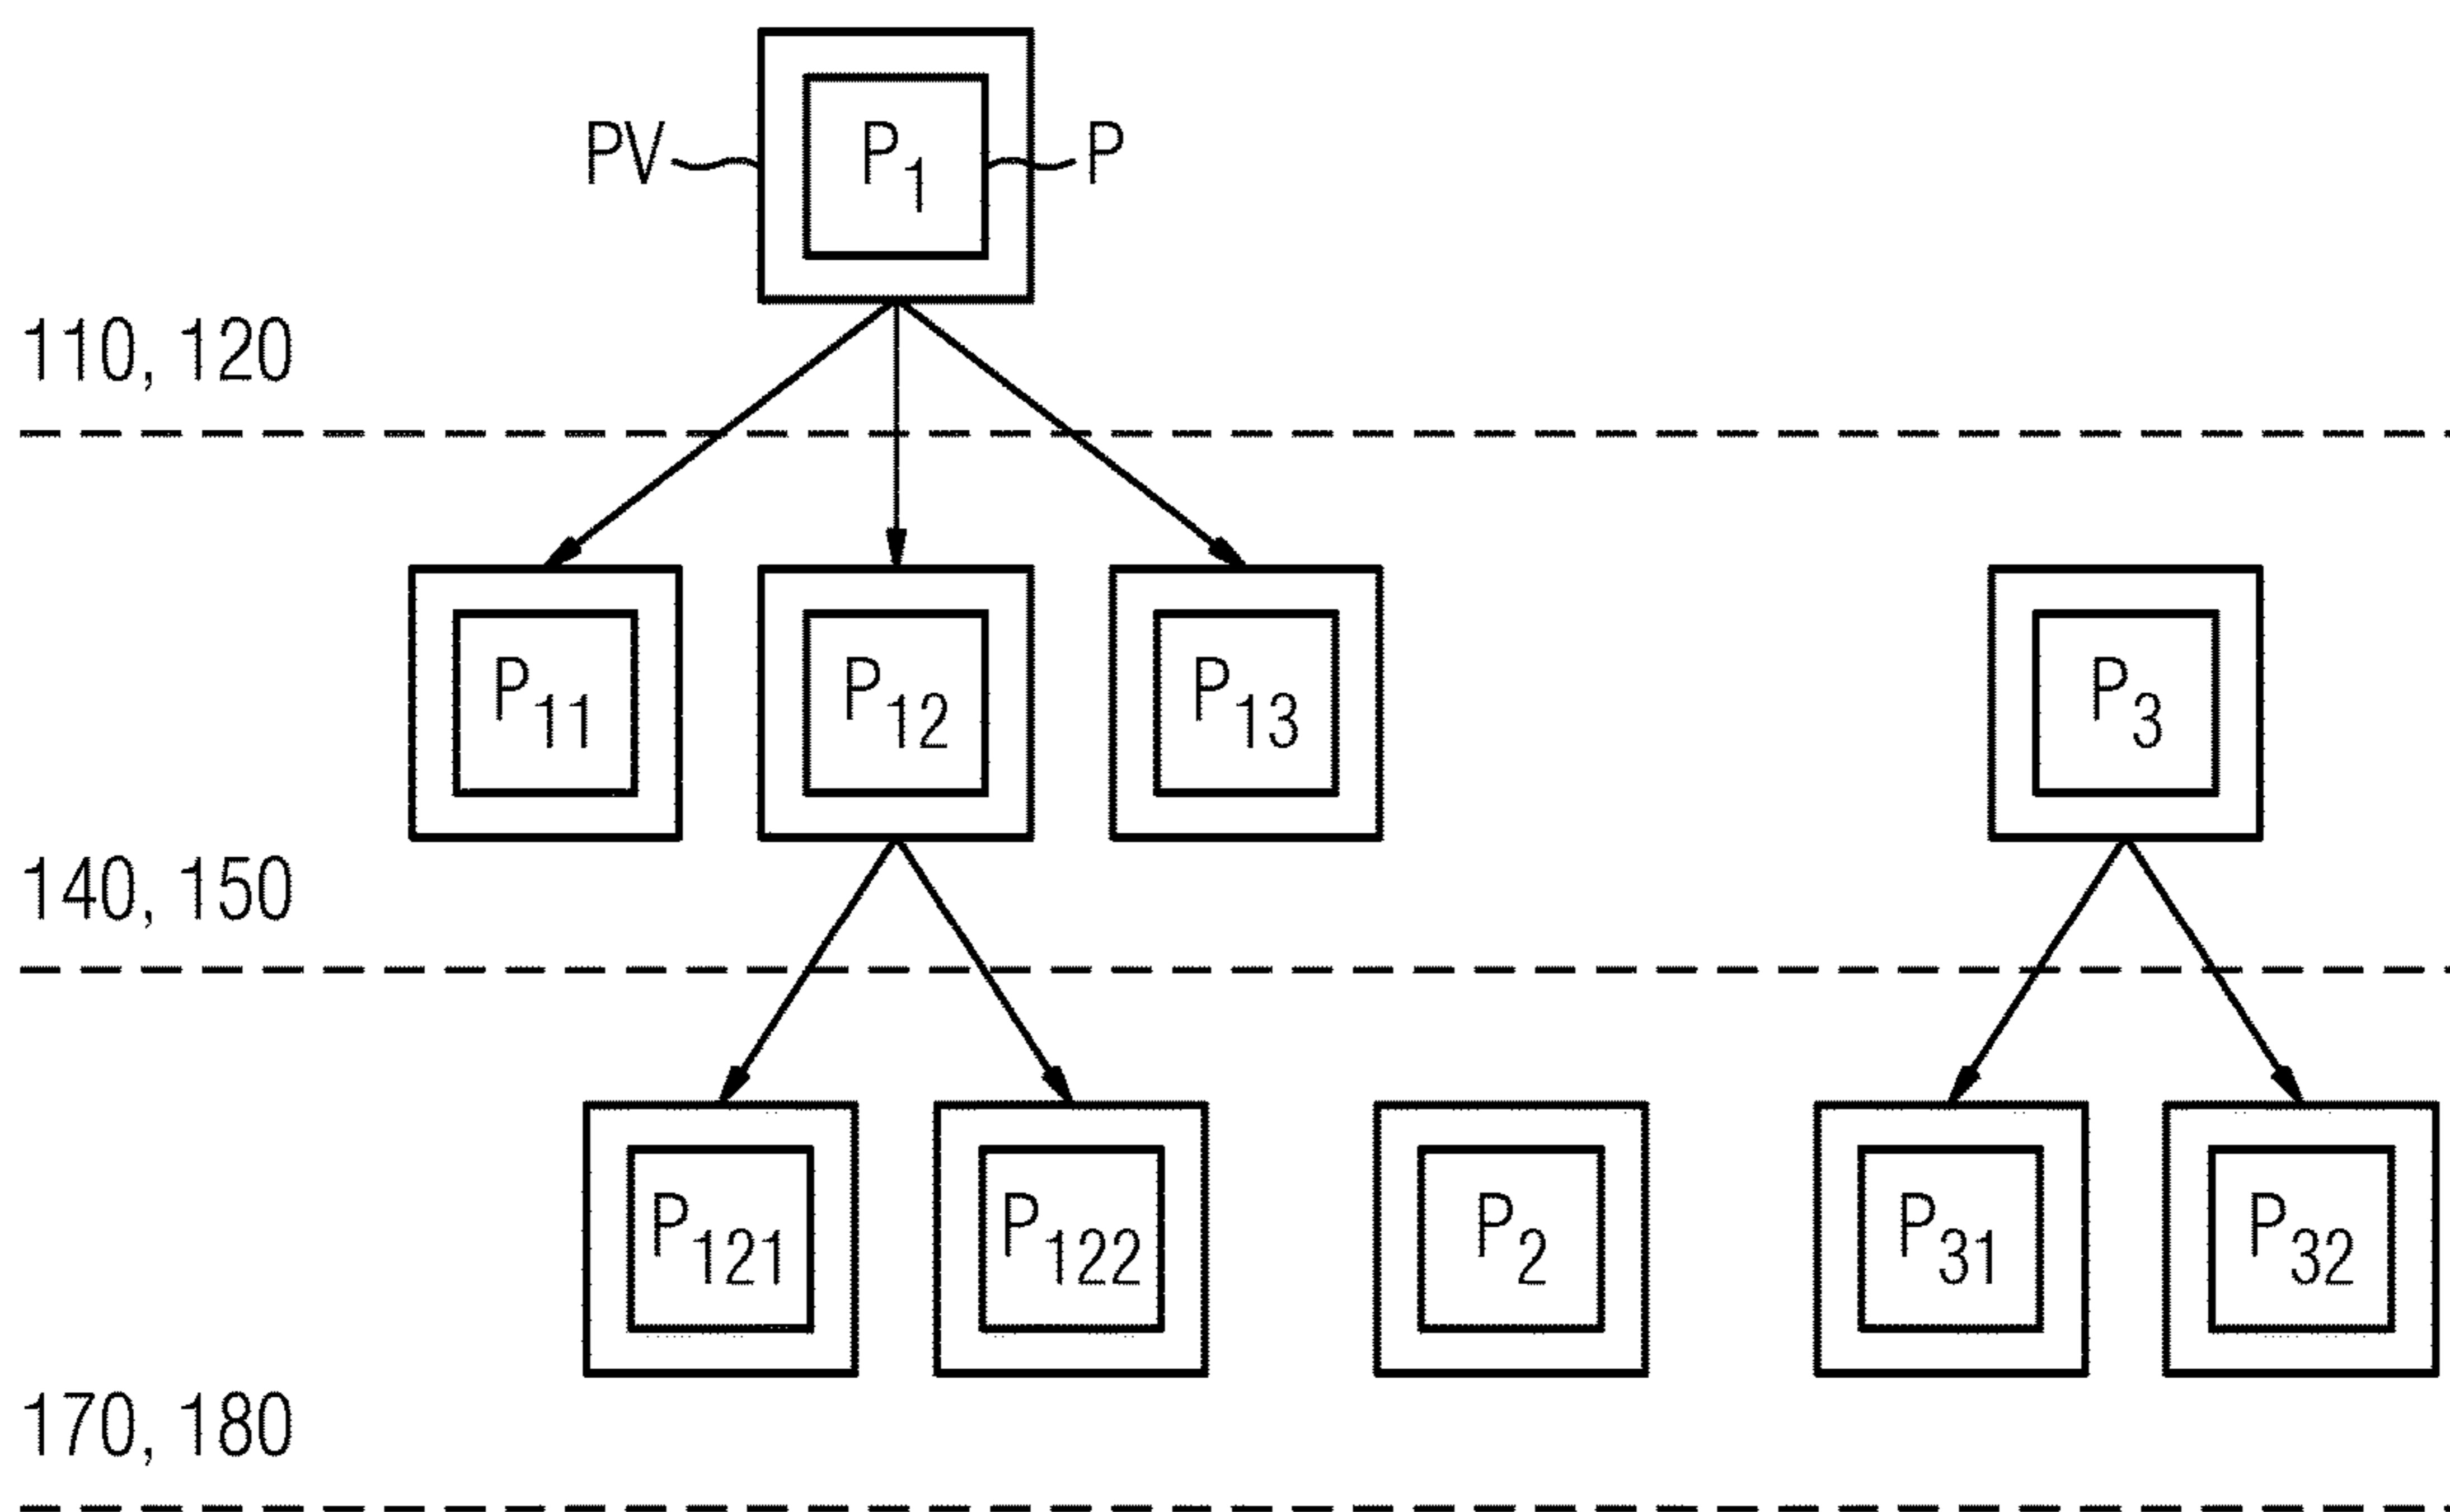 PV P₁ P
110, 120
P₁₁ P₁₂ P₁₃ P₃
140, 150
P₁₂₁ P₁₂₂ P₂ P₃₁ P₃₂
170, 180